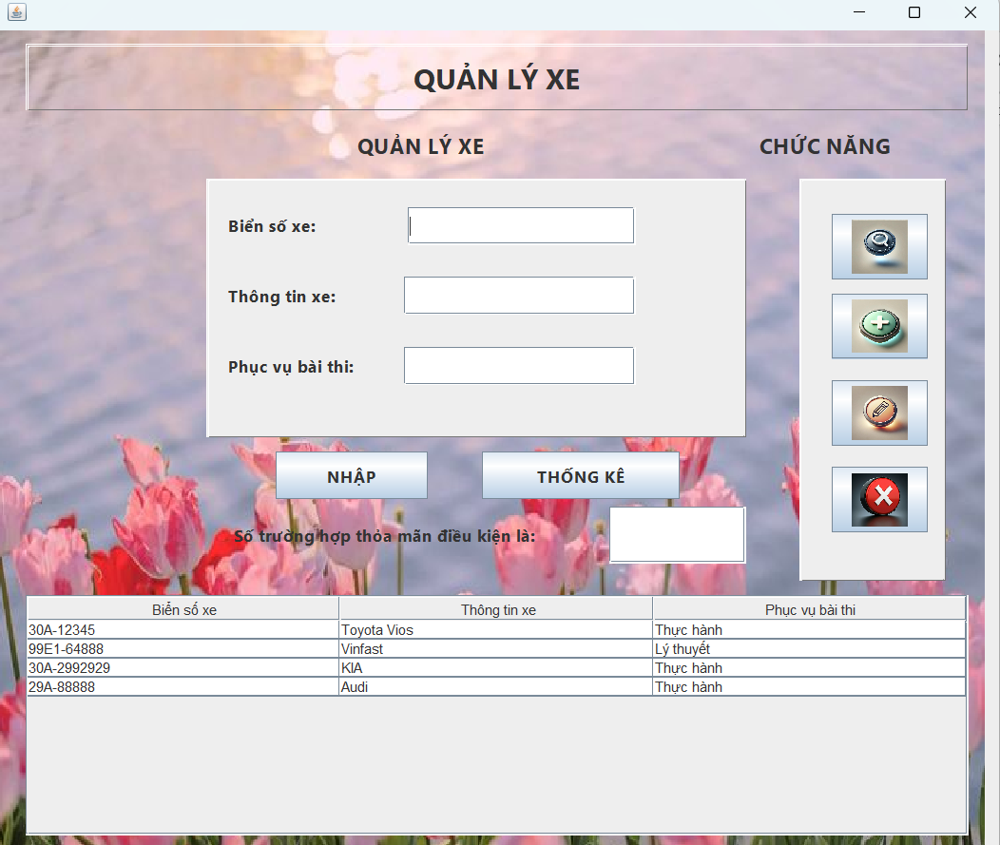 QUẢN LÝ XE
QUẢN LÝ XE
CHỨC NĂNG
Biển số xe:
Thông tin xe:
Phục vụ bài thi:
NHẬP
THỐNG KÊ
Số trường hợp thỏa mãn điều kiện là:
Biển số xe Thông tin xe Phục vụ bài thi
30A-12345 Toyota Vios Thực hành
99E1-64888 Vinfast Lý thuyết
30A-2992929 KIA Thực hành
29A-88888 Audi Thực hành